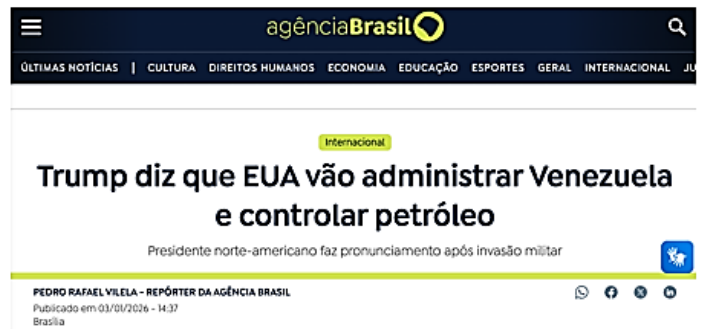 agênciaBrasil
ÚLTIMAS NOTÍCIAS | CULTURA DIREITOS HUMANOS ECONOMIA EDUCAÇÃO ESPORTES GERAL INTERNACIONAL JU
Internacional
Trump diz que EUA vão administrar Venezuela
e controlar petróleo
Presidente norte-americano faz pronunciamento após invasão militar
PEDRO RAFAEL VILELA - REPÓRTER DA AGÊNCIA BRASIL
Publicado em 03/01/2026 - 14:37
Brasília